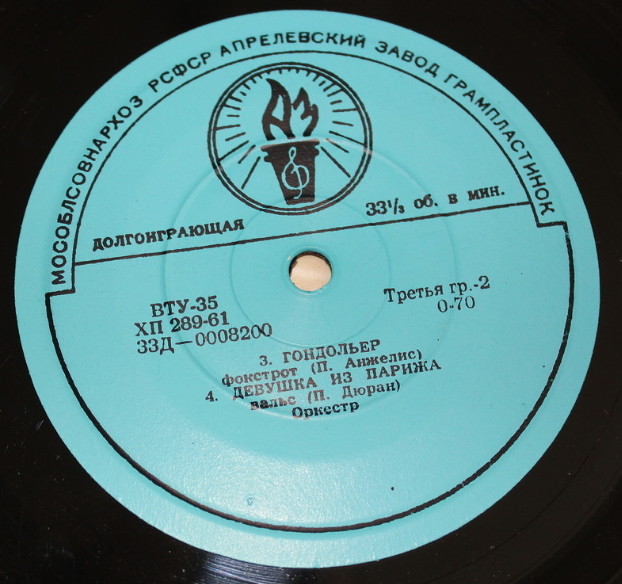 МОСОБЛСОВНАРХОЗ РСФСР АПРЕЛЕВСКИЙ ЗАВОД ГРАМПЛАСТИНОК
АЗ
ДОЛГОИГРАЮЩАЯ 33⅓ об. в мин.
ВТУ-35 Третья гр.-2
ХП 289-61 0-70
33Д—0008200
3. ГОНДОЛЬЕР
фокстрот (П. Анжелис)
4. ДЕВУШКА ИЗ ПАРИЖА
вальс (П. Дюран)
Оркестр